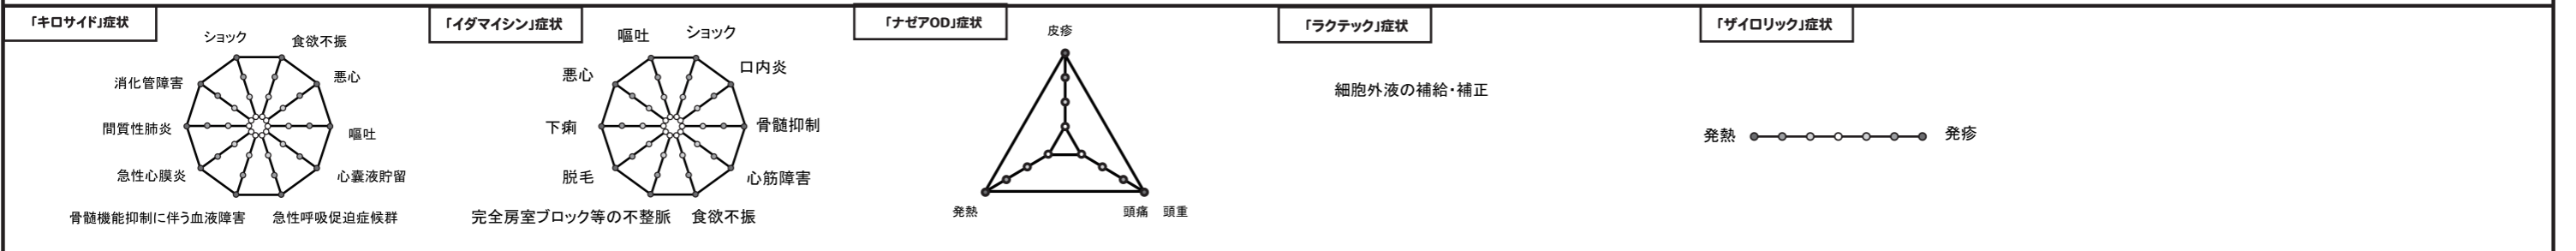 「キロサイド」症状
ショック
食欲不振
悪心
嘔吐
心嚢液貯留
急性呼吸促迫症候群
骨髄機能抑制に伴う血液障害
急性心膜炎
間質性肺炎
消化管障害
「イダマイシン」症状
嘔吐
ショック
口内炎
骨髄抑制
心筋障害
食欲不振
完全房室ブロック等の不整脈
脱毛
下痢
悪心
「ナゼアOD」症状
皮疹
発熱
頭痛　頭重
「ラクテック」症状
細胞外液の補給・補正
「ザイロリック」症状
発熱
発疹